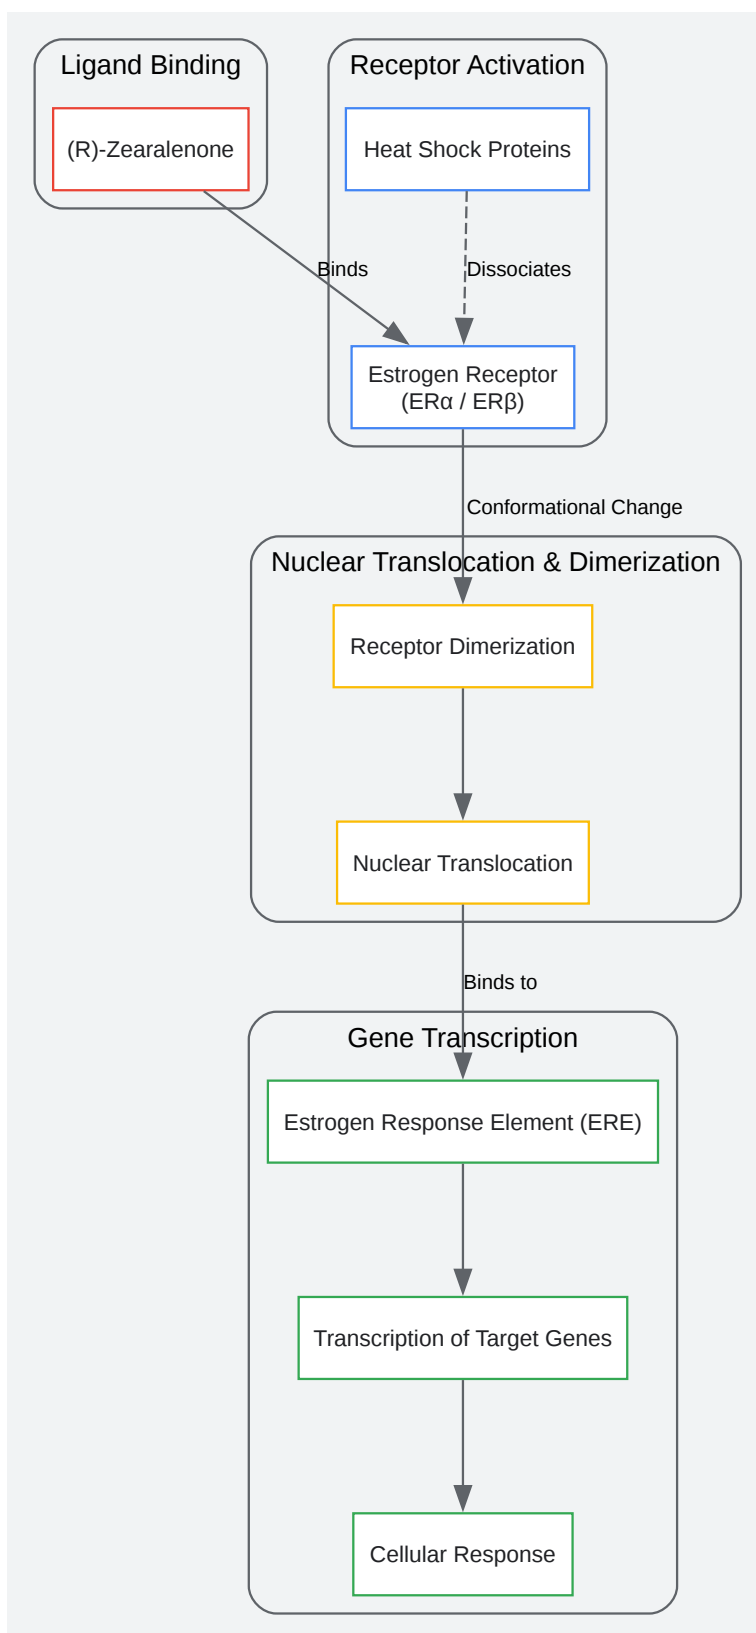 Ligand Binding
(R)-Zearalenone
Receptor Activation
Heat Shock Proteins
Binds
Dissociates
Estrogen Receptor
(ERα / ERβ)
Conformational Change
Nuclear Translocation & Dimerization
Receptor Dimerization
Nuclear Translocation
Binds to
Gene Transcription
Estrogen Response Element (ERE)
Transcription of Target Genes
Cellular Response